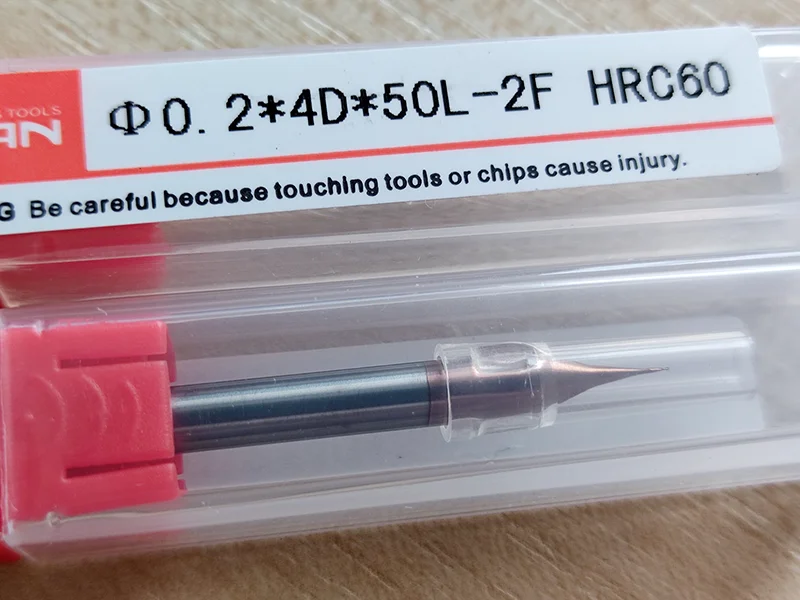 TOOLS
AN
Φ0.2*4D*50L-2F HRC60
G Be careful because touching tools or chips cause injury.